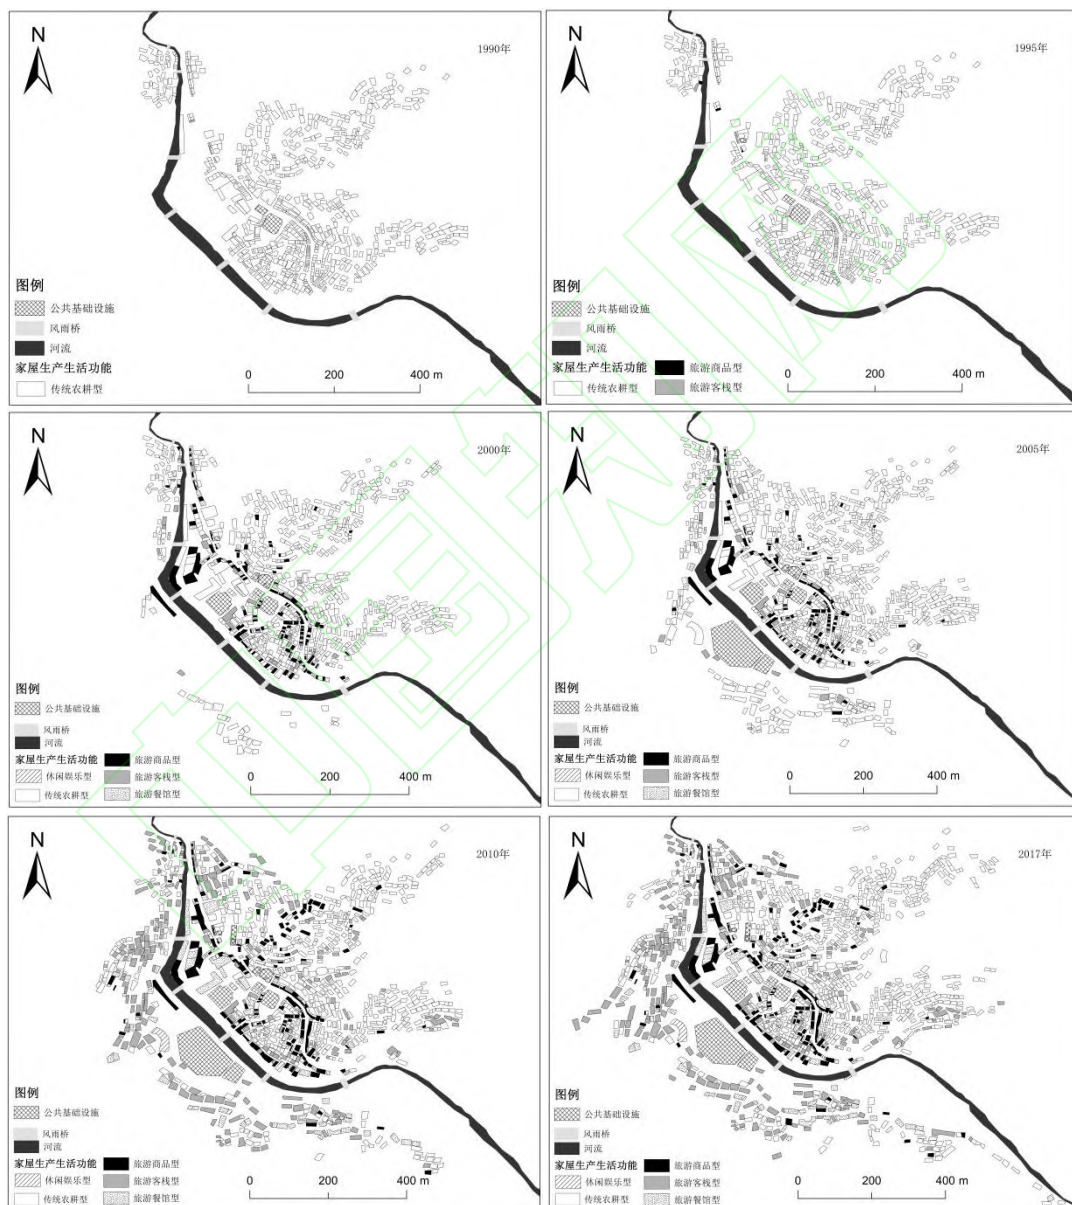 N
1990年
图例
公共基础设施
风雨桥
河流
家屋生产生活功能
传统农耕型
0 200 400 m
N
1995年
图例
公共基础设施
风雨桥
河流
家屋生产生活功能 旅游商品型
传统农耕型 旅游客栈型
0 200 400 m
N
2000年
图例
公共基础设施
风雨桥
河流
家屋生产生活功能 旅游商品型
休闲娱乐型 旅游客栈型
传统农耕型 旅游餐馆型
0 200 400 m
N
2005年
图例
公共基础设施
风雨桥
河流
家屋生产生活功能 旅游商品型
休闲娱乐型 旅游客栈型
传统农耕型 旅游餐馆型
0 200 400 m
N
2010年
图例
公共基础设施
风雨桥
河流
家屋生产生活功能 旅游商品型
休闲娱乐型 旅游客栈型
传统农耕型 旅游餐馆型
0 200 400 m
N
2017年
图例
公共基础设施
风雨桥
河流
家屋生产生活功能 旅游商品型
休闲娱乐型 旅游客栈型
传统农耕型 旅游餐馆型
0 200 400 m